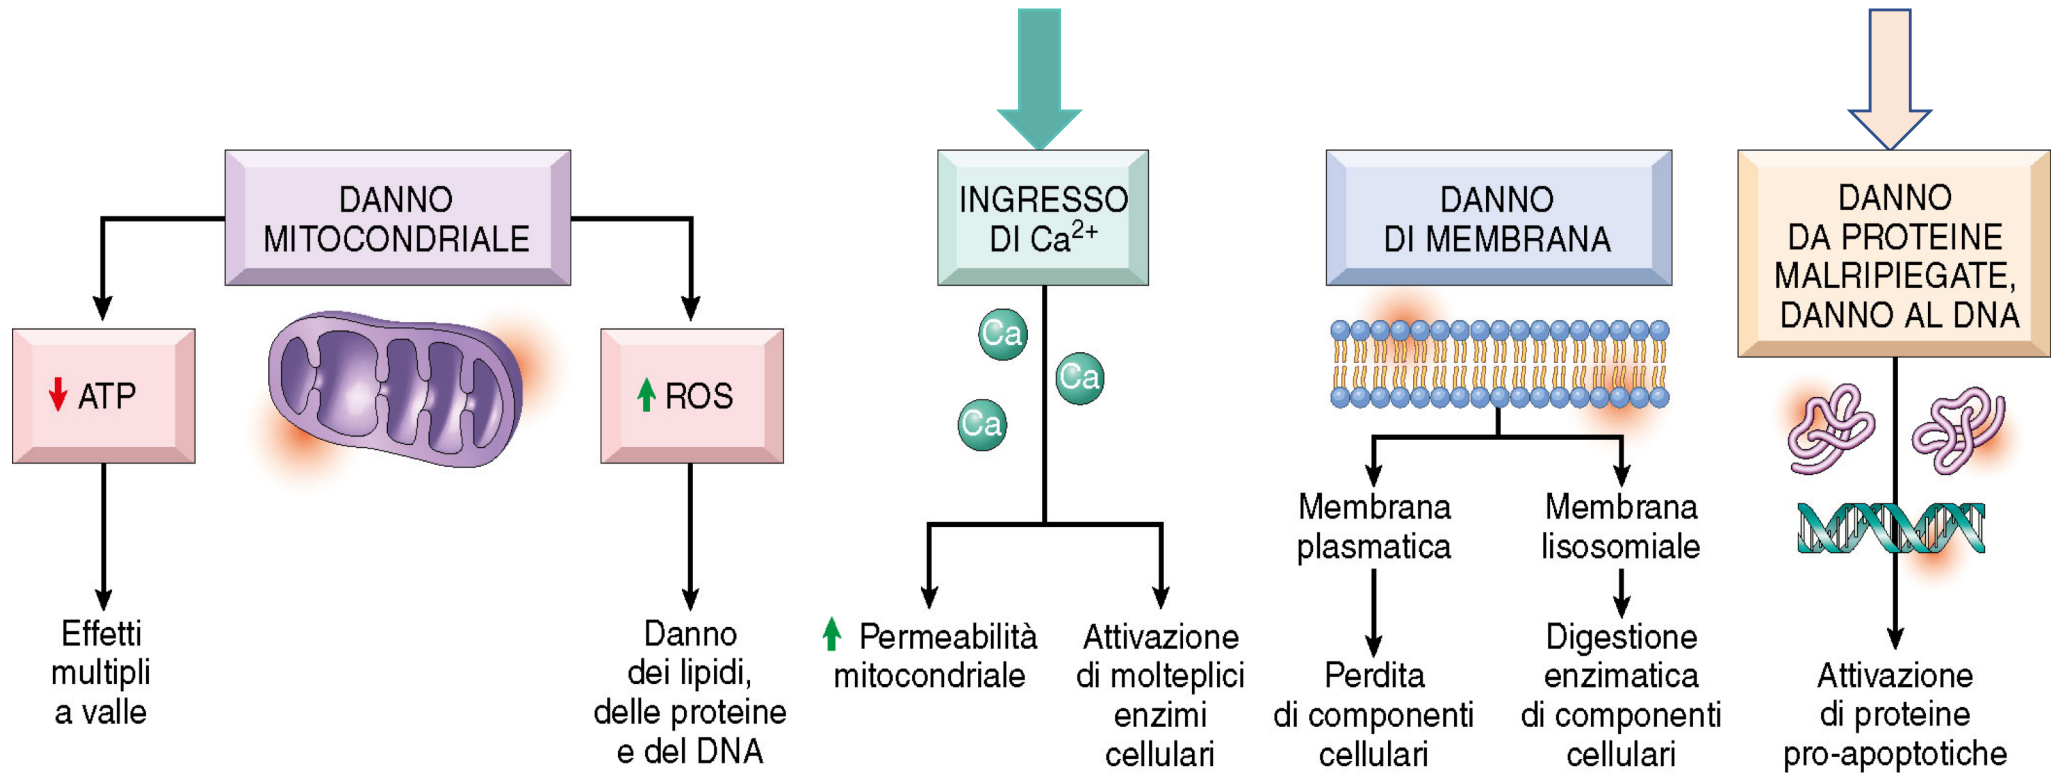 DANNO
MITOCONDRIALE
↓ ATP
Effetti
multipli
a valle
↑ ROS
Danno
dei lipidi,
delle proteine
e del DNA
INGRESSO
DI Ca²⁺
Ca
Ca
Ca
↑ Permeabilità
mitocondriale
Attivazione
di molteplici
enzimi
cellulari
DANNO
DI MEMBRANA
Membrana
plasmatica
Perdita
di componenti
cellulari
Membrana
lisosomiale
Digestione
enzimatica
di componenti
cellulari
DANNO
DA PROTEINE
MALRIPIEGATE,
DANNO AL DNA
Attivazione
di proteine
pro-apoptotiche